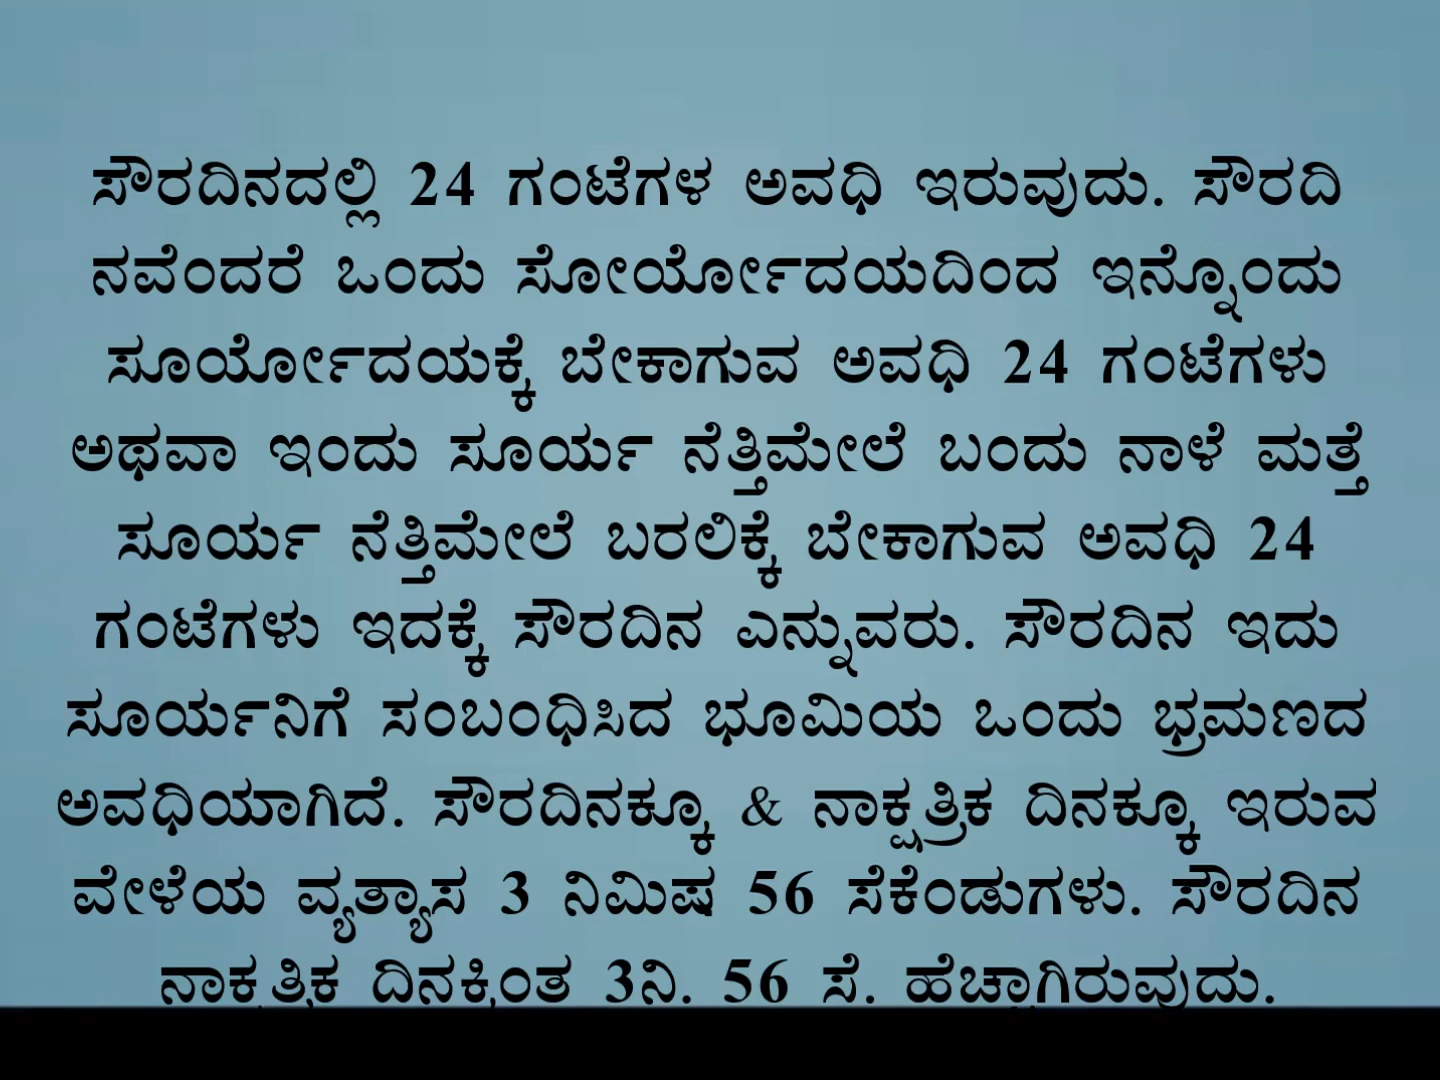 ಸೌರದಿನದಲ್ಲಿ 24 ಗಂಟೆಗಳ ಅವಧಿ ಇರುವುದು. ಸೌರದಿ
ನವೆಂದರೆ ಒಂದು ಸೋರ್ಯೋದಯದಿಂದ ಇನ್ನೊಂದು
ಸೂರ್ಯೋದಯಕ್ಕೆ ಬೇಕಾಗುವ ಅವಧಿ 24 ಗಂಟೆಗಳು
ಅಥವಾ ಇಂದು ಸೂರ್ಯ ನೆತ್ತಿಮೇಲೆ ಬಂದು ನಾಳೆ ಮತ್ತೆ
ಸೂರ್ಯ ನೆತ್ತಿಮೇಲೆ ಬರಲಿಕ್ಕೆ ಬೇಕಾಗುವ ಅವಧಿ 24
ಗಂಟೆಗಳು ಇದಕ್ಕೆ ಸೌರದಿನ ಎನ್ನುವರು. ಸೌರದಿನ ಇದು
ಸೂರ್ಯನಿಗೆ ಸಂಬಂಧಿಸಿದ ಭೂಮಿಯ ಒಂದು ಭ್ರಮಣದ
ಅವಧಿಯಾಗಿದೆ. ಸೌರದಿನಕ್ಕೂ & ನಾಕ್ಷತ್ರಿಕ ದಿನಕ್ಕೂ ಇರುವ
ವೇಳೆಯ ವ್ಯತ್ಯಾಸ 3 ನಿಮಿಷ 56 ಸೆಕೆಂಡುಗಳು. ಸೌರದಿನ
ನಾಕ್ಷತ್ರಿಕ ದಿನಕ್ಕಿಂತ 3ನಿ. 56 ಸೆ. ಹೆಚ್ಚಾಗಿರುವುದು.